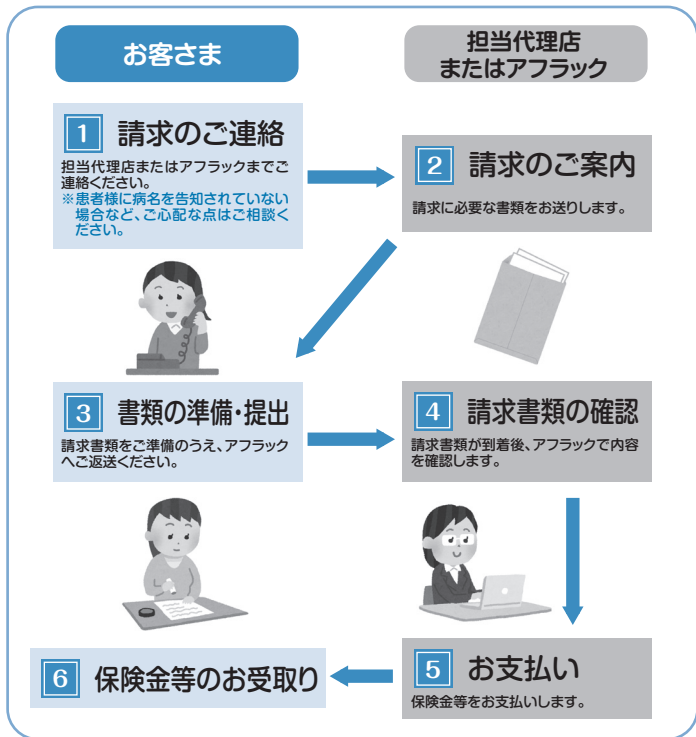 お客さま
担当代理店
またはアフラック
1 請求のご連絡
担当代理店またはアフラックまでご
連絡ください。
※患者様に病名を告知されていない
場合など、ご心配な点はご相談く
ださい。
2 請求のご案内
請求に必要な書類をお送りします。
3 書類の準備・提出
請求書類をご準備のうえ、アフラック
へご返送ください。
4 請求書類の確認
請求書類が到着後、アフラックで内容
を確認します。
5 お支払い
保険金等をお支払いします。
6 保険金等のお受取り